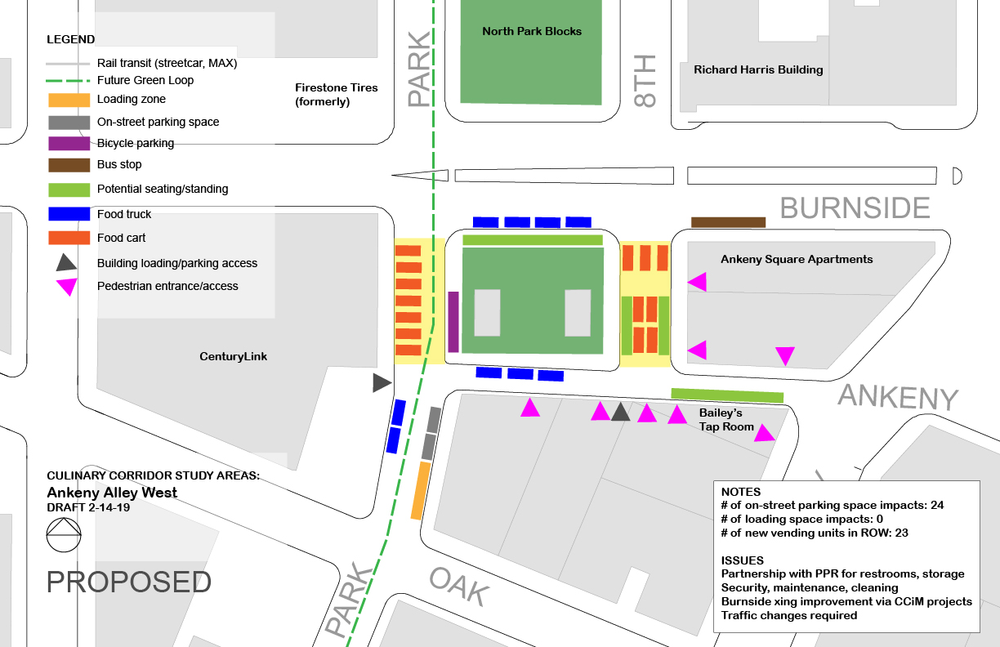 LEGEND
Rail transit (streetcar, MAX)
Future Green Loop
Loading zone
On-street parking space
Bicycle parking
Bus stop
Potential seating/standing
Food truck
Food cart
Building loading/parking access
Pedestrian entrance/access
Firestone Tires
(formerly)
PARK
North Park Blocks
8TH
Richard Harris Building
BURNSIDE
Ankeny Square Apartments
CenturyLink
ANKENY
Bailey's
Tap Room
CULINARY CORRIDOR STUDY AREAS:
Ankeny Alley West
DRAFT 2-14-19
PROPOSED
PARK
OAK
NOTES
# of on-street parking space impacts: 24
# of loading space impacts: 0
# of new vending units in ROW: 23
ISSUES
Partnership with PPR for restrooms, storage
Security, maintenance, cleaning
Burnside xing improvement via CCiM projects
Traffic changes required